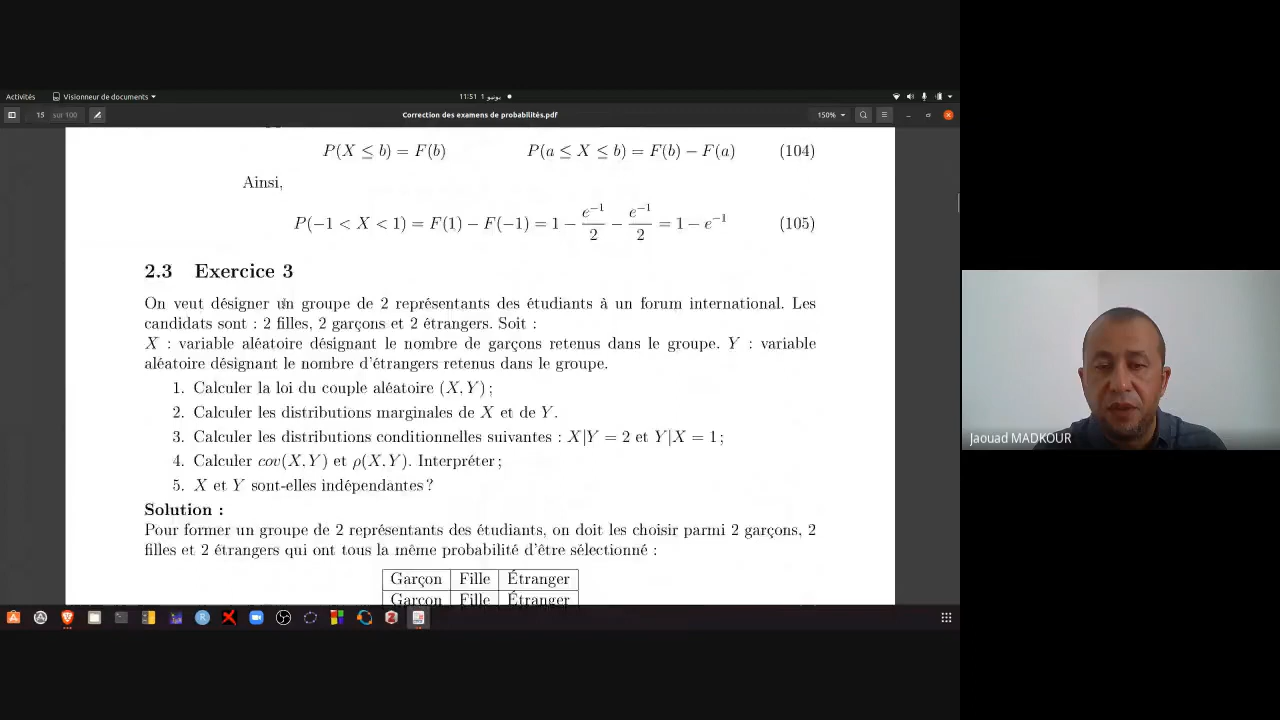 Activités Visionneur de documents 11:51 1 يونيو
15 sur 100 Correction des examens de probabilités.pdf 150%
P(X ≤ b) = F(b) P(a ≤ X ≤ b) = F(b) − F(a) (104)
Ainsi,
P(−1 < X < 1) = F(1) − F(−1) = 1 − e⁻¹/2 − e⁻¹/2 = 1 − e⁻¹ (105)
2.3 Exercice 3
On veut désigner un groupe de 2 représentants des étudiants à un forum international. Les
candidats sont : 2 filles, 2 garçons et 2 étrangers. Soit :
X : variable aléatoire désignant le nombre de garçons retenus dans le groupe. Y : variable
aléatoire désignant le nombre d'étrangers retenus dans le groupe.
1. Calculer la loi du couple aléatoire (X, Y) ;
2. Calculer les distributions marginales de X et de Y.
3. Calculer les distributions conditionnelles suivantes : X|Y = 2 et Y|X = 1 ;
4. Calculer cov(X, Y) et ρ(X, Y). Interpréter ;
5. X et Y sont-elles indépendantes ?
Solution :
Pour former un groupe de 2 représentants des étudiants, on doit les choisir parmi 2 garçons, 2
filles et 2 étrangers qui ont tous la même probabilité d'être sélectionné :
Garçon Fille Étranger
Garçon Fille Étranger
Jaouad MADKOUR